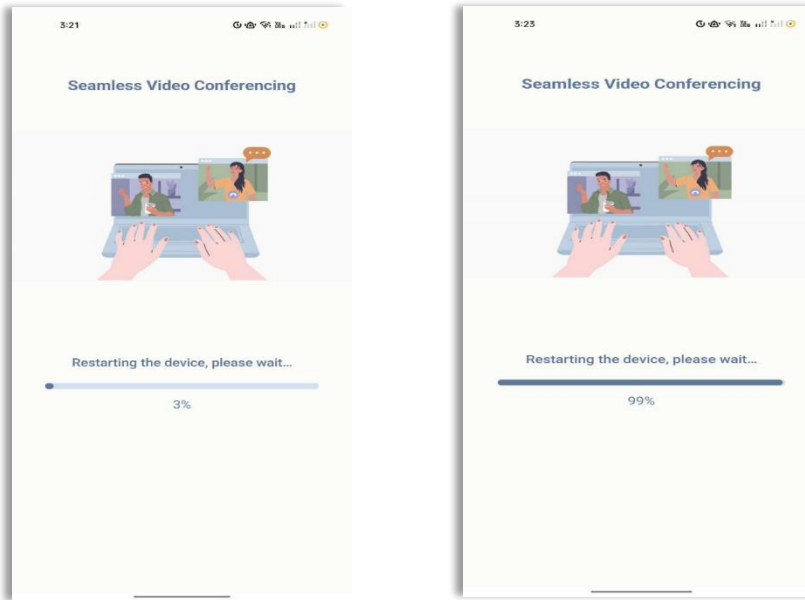 3:21
Seamless Video Conferencing
Restarting the device, please wait...
3%
3:23
Seamless Video Conferencing
Restarting the device, please wait...
99%